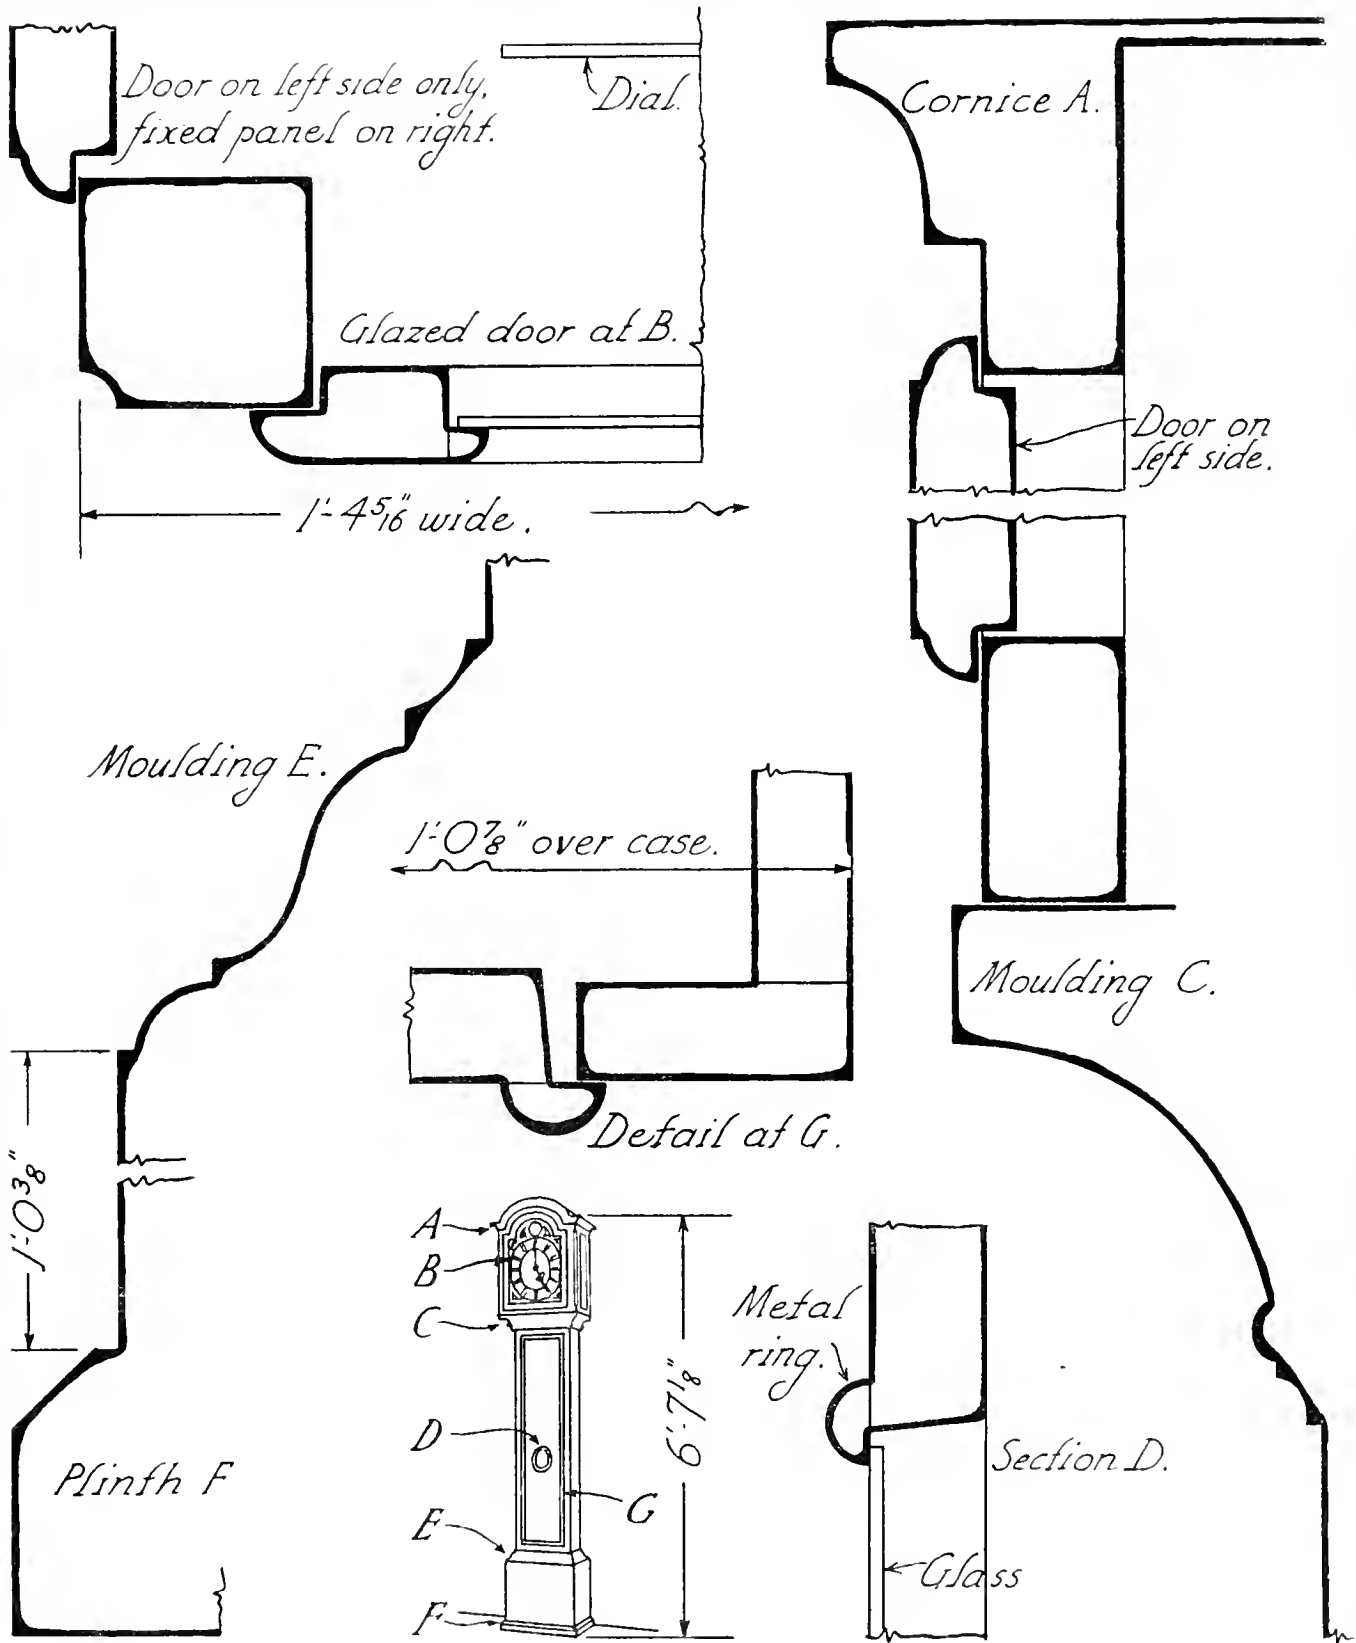 Door on left side only,
fixed panel on right.
Dial.
Cornice A.
Glazed door at B.
Door on
left side.
1'-4 5/16" wide.
Moulding E.
1'-0 7/8" over case.
Moulding C.
Detail at G.
1'-0 3/8"
A
B
C
D
E
F
G
6'-7 1/8"
Metal
ring.
Section D.
Plinth F
Glass